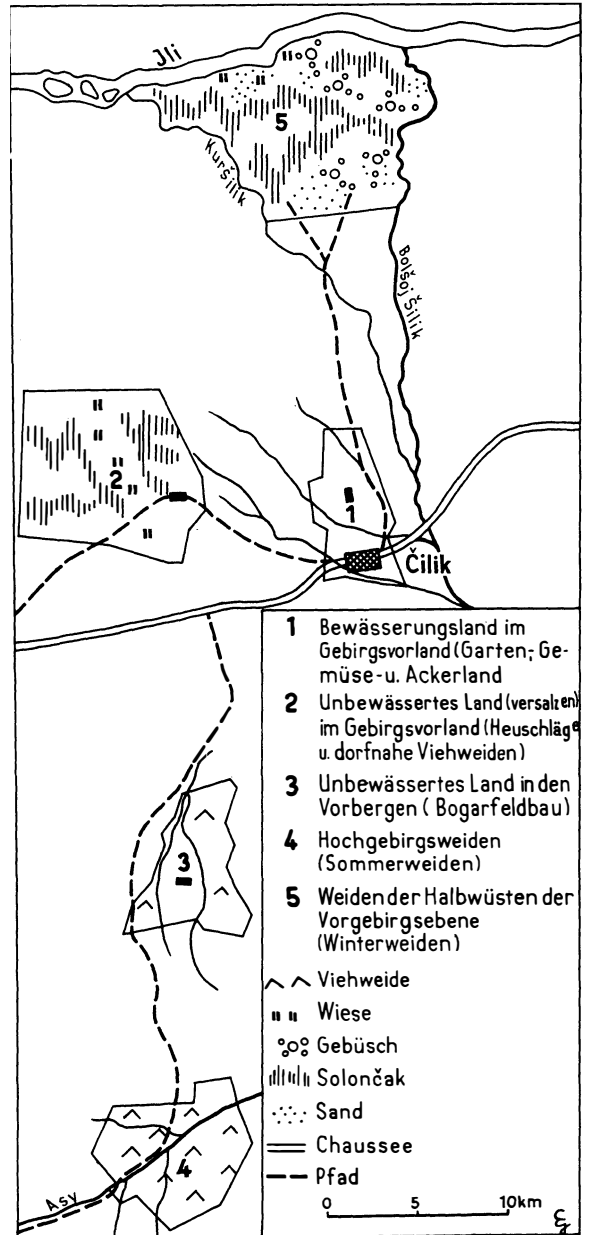 Jli
5
Kuršilik
Bolšoj Šilik
2
1
Čilik
1 Bewässerungsland im
Gebirgsvorland (Garten-, Ge-
müse- u. Ackerland
2 Unbewässertes Land (versalzen)
im Gebirgsvorland (Heuschläge
u. dorfnahe Viehweiden)
3 Unbewässertes Land in den
Vorbergen (Bogarfeldbau)
4 Hochgebirgsweiden
(Sommerweiden)
5 Weiden der Halbwüsten der
Vorgebirgsebene
(Winterweiden)
Viehweide
Wiese
Gebüsch
Solončak
Sand
Chaussee
Pfad
0 5 10km
3
4
Asy